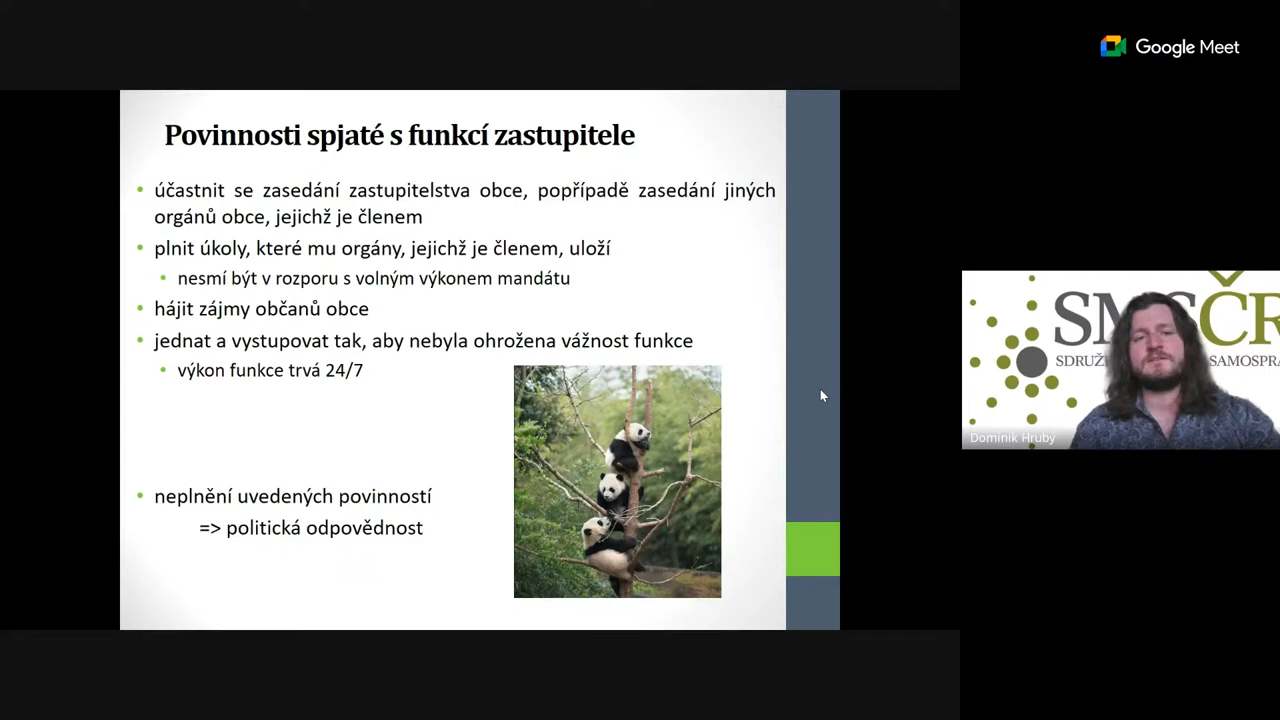 Google Meet
Povinnosti spjaté s funkcí zastupitele
• účastnit se zasedání zastupitelstva obce, popřípadě zasedání jiných
orgánů obce, jejichž je členem
• plnit úkoly, které mu orgány, jejichž je členem, uloží
• nesmí být v rozporu s volným výkonem mandátu
• hájit zájmy občanů obce
• jednat a vystupovat tak, aby nebyla ohrožena vážnost funkce
• výkon funkce trvá 24/7
• neplnění uvedených povinností
=> politická odpovědnost
SMSČR
SDRUŽ SAMOSPRÁ
Dominik Hrubý